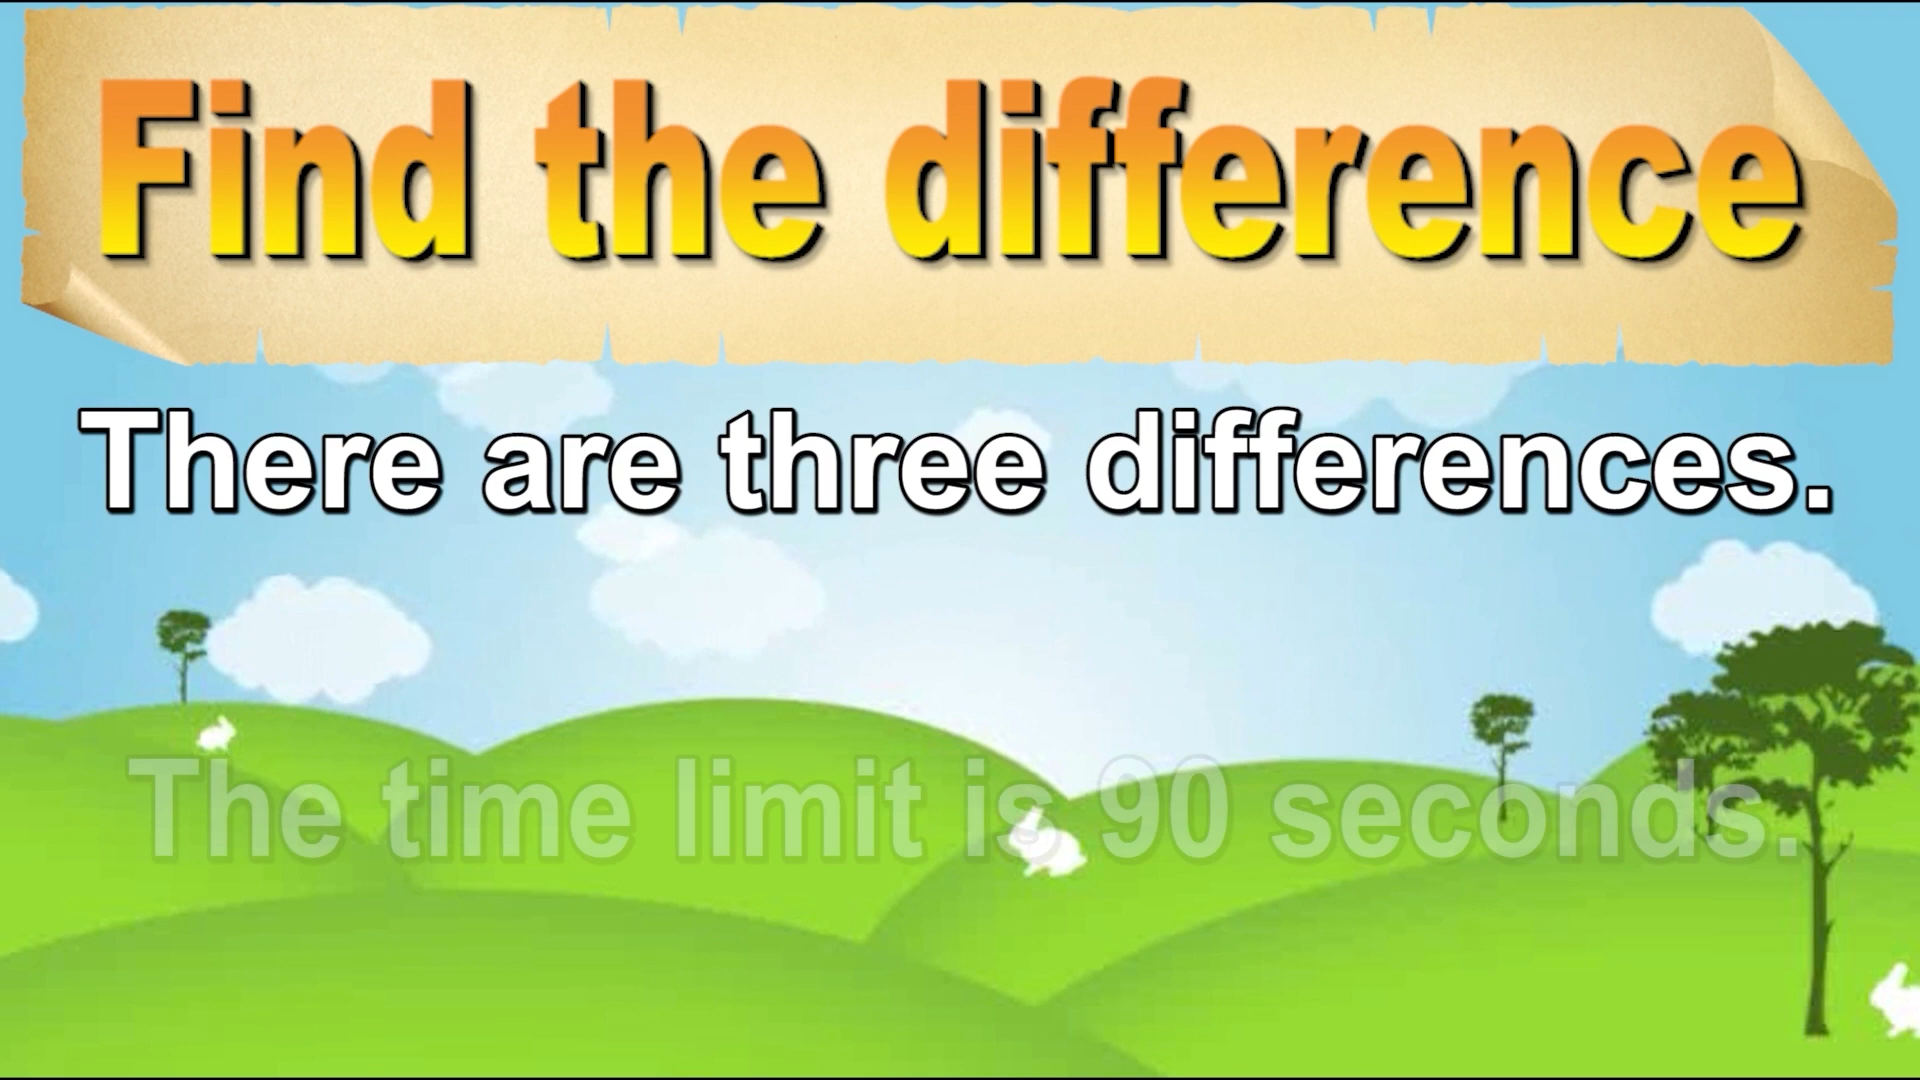 Find the difference
There are three differences.
The time limit is 90 seconds.